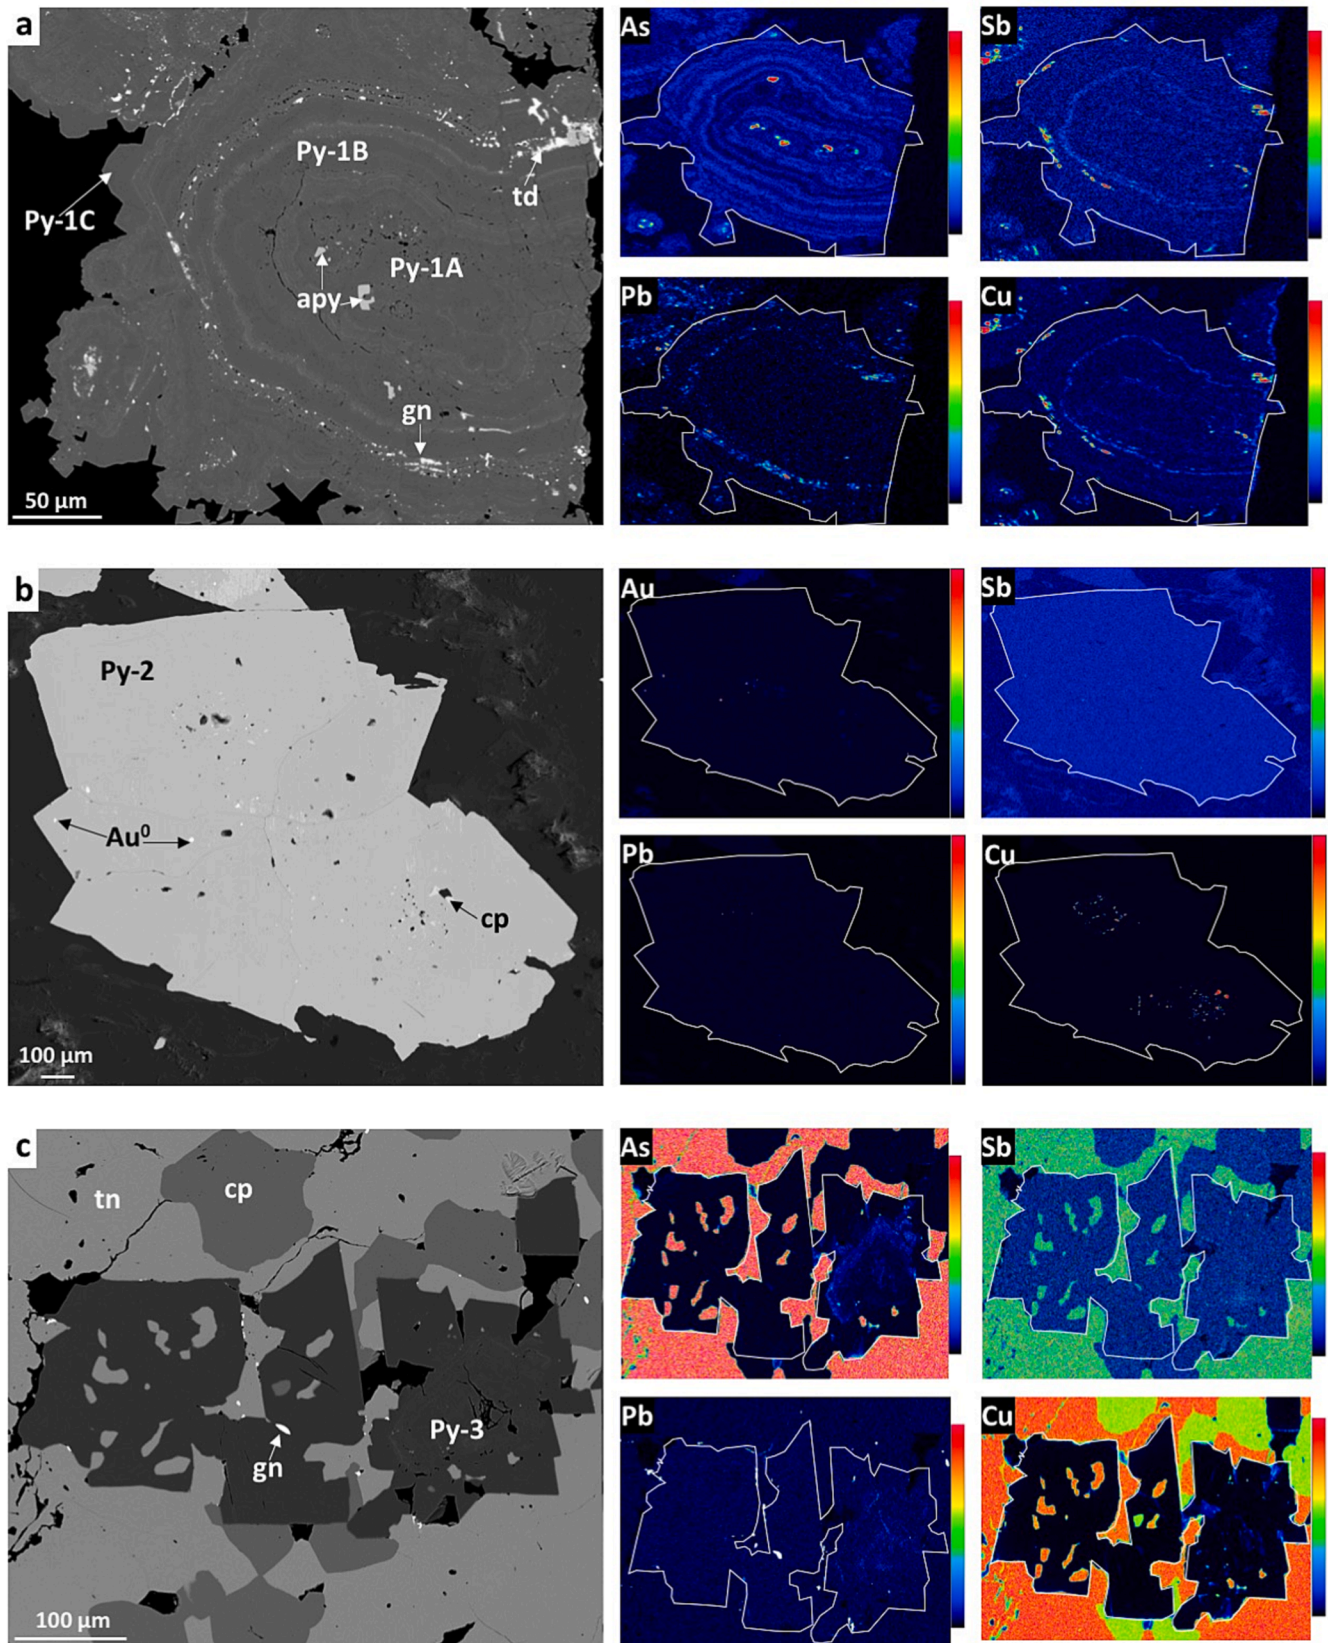 a
Py-1B
td
Py-1C
Py-1A
apy
gn
50 µm
As
Sb
Pb
Cu
b
Py-2
Au⁰
cp
100 µm
Au
Sb
Pb
Cu
c
tn
cp
Py-3
gn
100 µm
As
Sb
Pb
Cu